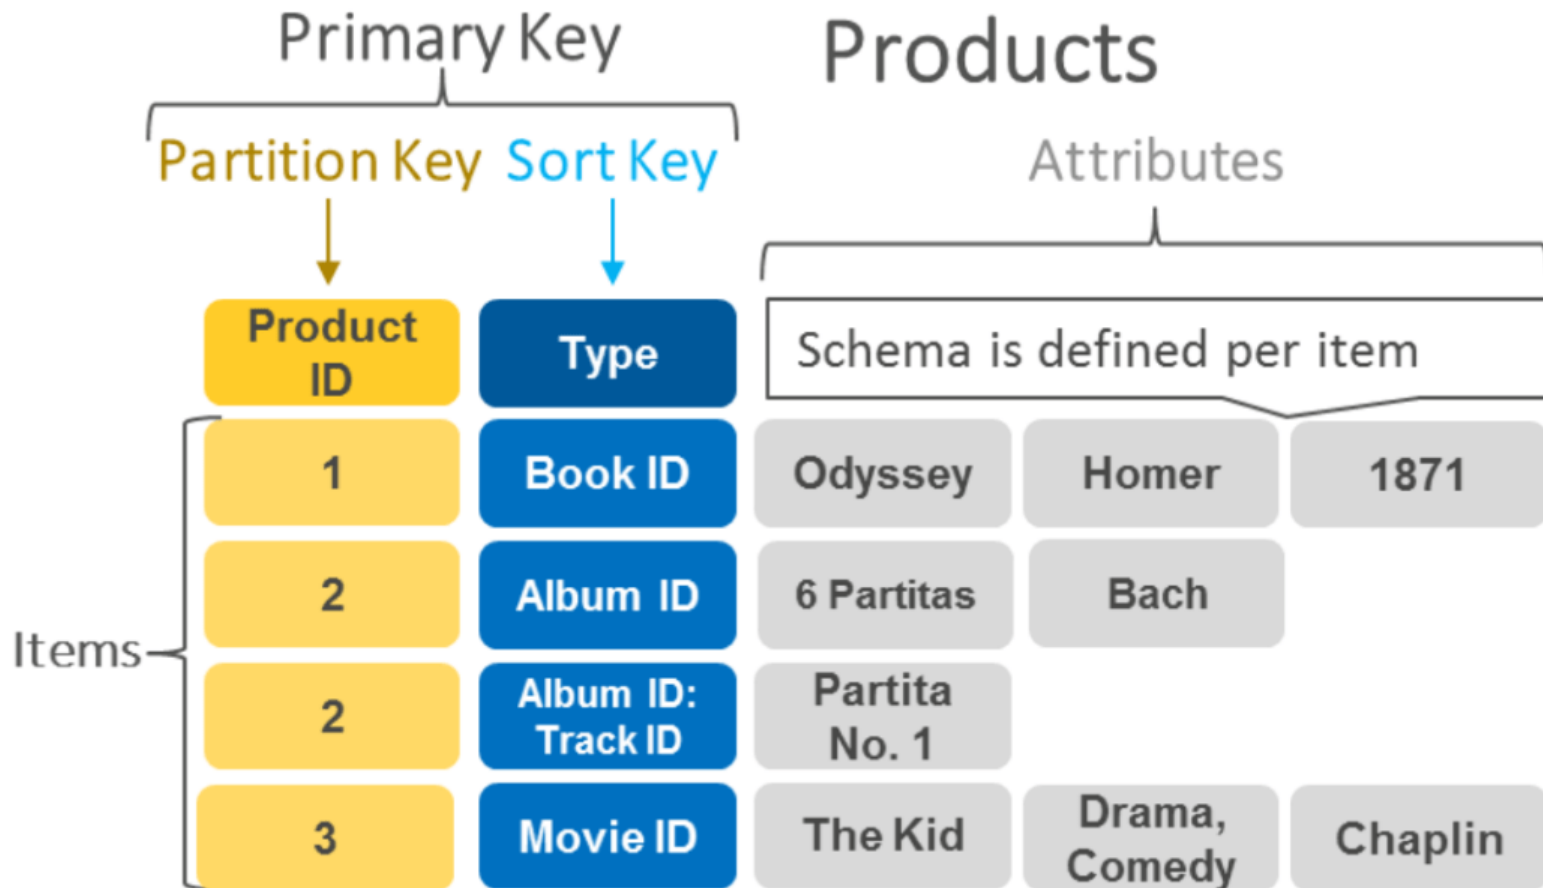 Primary Key
Products
Partition Key
Sort Key
Attributes
Product
ID
Type
Schema is defined per item
Items
1
Book ID
Odyssey
Homer
1871
2
Album ID
6 Partitas
Bach
2
Album ID:
Track ID
Partita
No. 1
3
Movie ID
The Kid
Drama,
Comedy
Chaplin